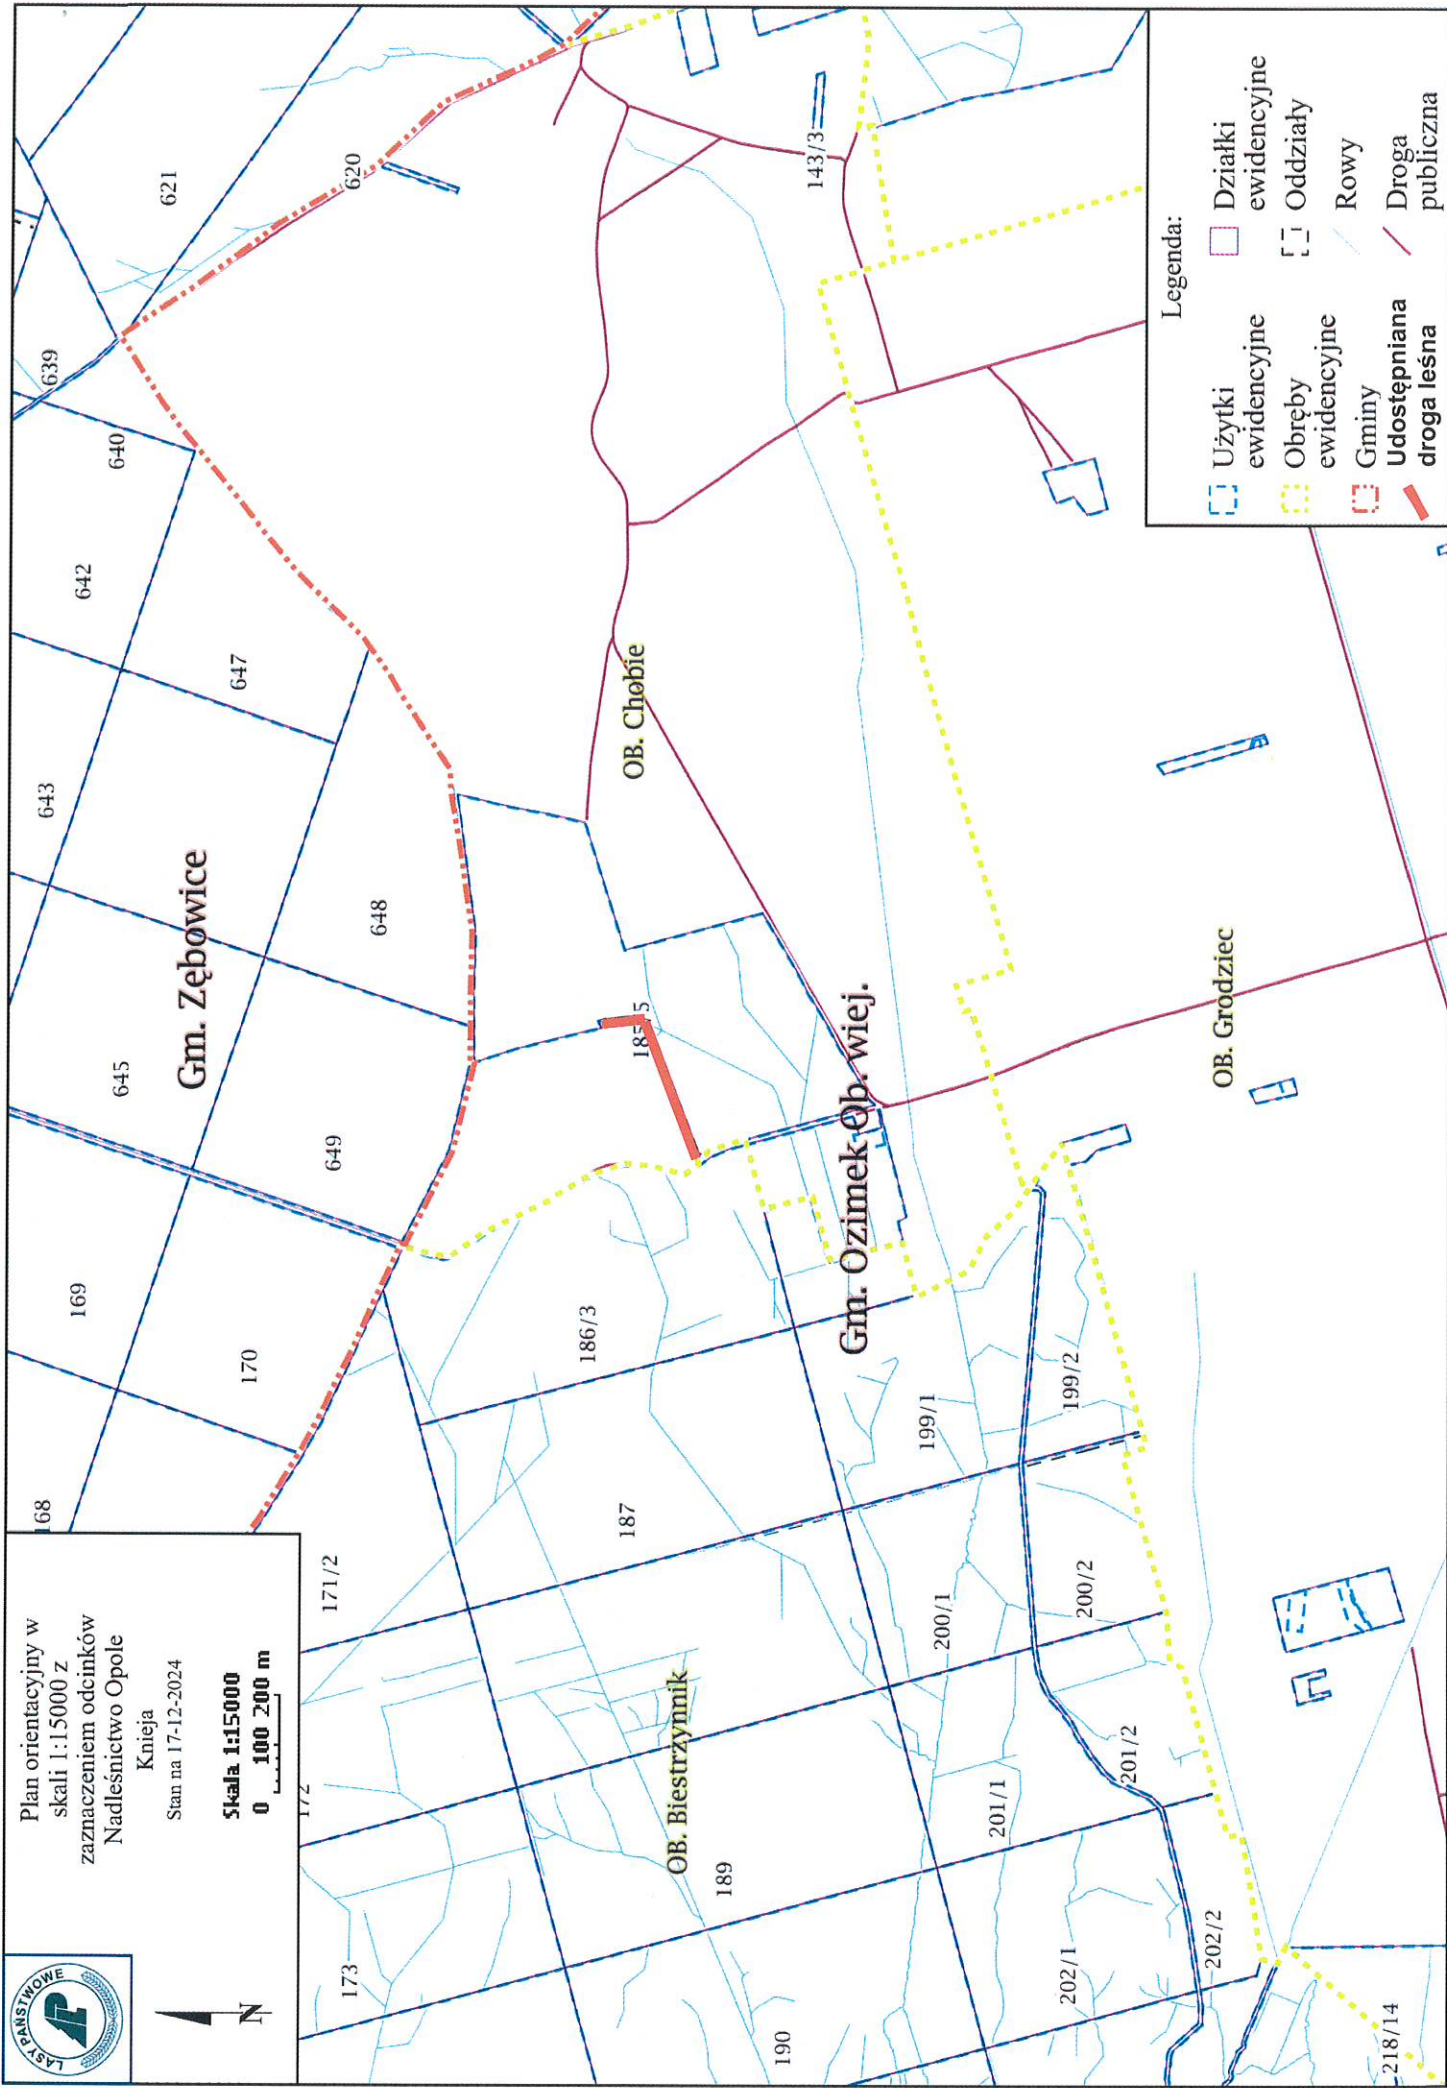 LASY PAŃSTWOWE
LP
N
Plan orientacyjny w
skali 1:15000 z
zaznaczeniem odcinków
Nadleśnictwo Opole
Knieja
Stan na 17-12-2024
Skala 1:15000
0 100 200 m
168
169
170
645
649
643
648
642
647
640
639
621
620
Gm. Zębowice
171/2
173
187
186/3
OB. Chobie
143/3
OB. Biestrzynnik
189
190
Gm. Ozimek-Ob. wiej.
199/1
199/2
200/1
200/2
201/1
201/2
202/1
202/2
218/14
OB. Grodziec
Legenda:
Użytki
ewidencyjne
Obręby
ewidencyjne
Gminy
Udostępniana
droga leśna
Działki
ewidencyjne
Oddziały
Rowy
Droga
publiczna